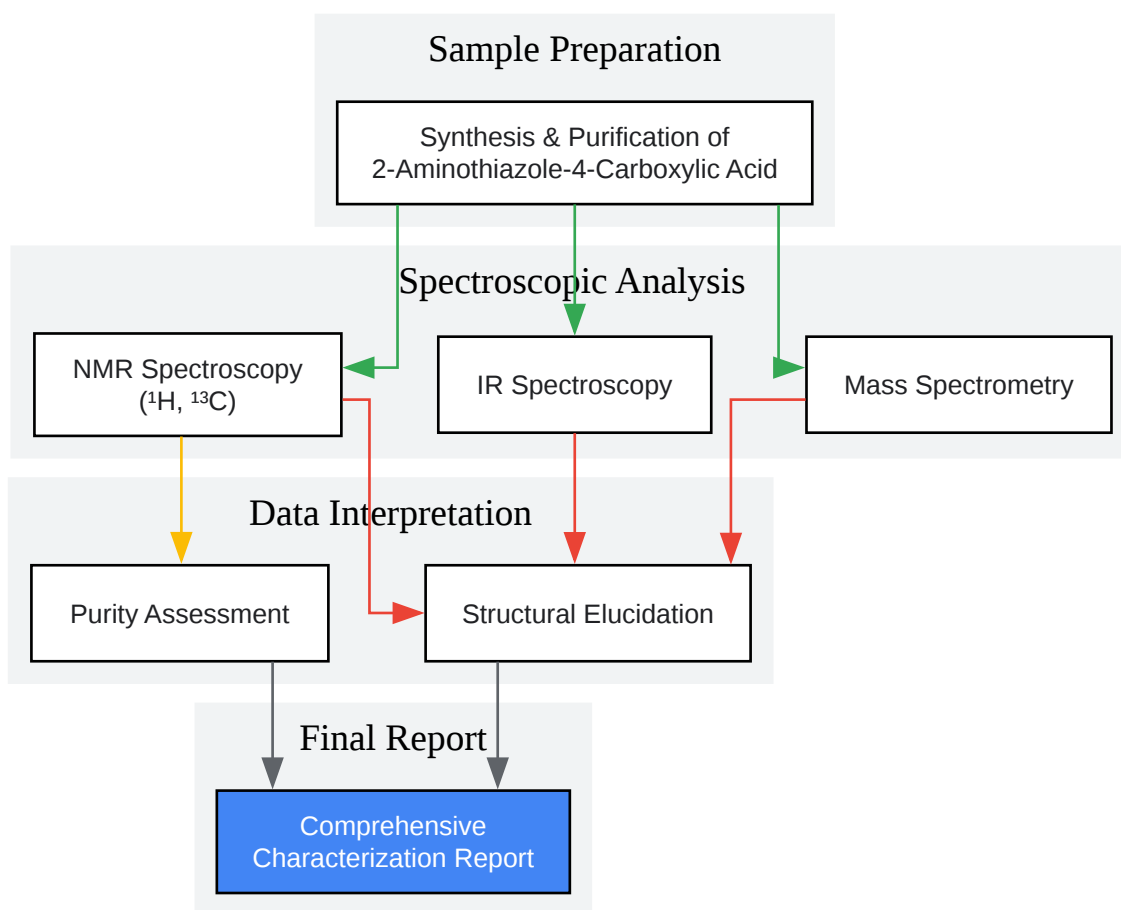 Sample Preparation
Synthesis & Purification of
2-Aminothiazole-4-Carboxylic Acid
Spectroscopic Analysis
NMR Spectroscopy
(¹H, ¹³C)
IR Spectroscopy
Mass Spectrometry
Data Interpretation
Purity Assessment
Structural Elucidation
Final Report
Comprehensive
Characterization Report